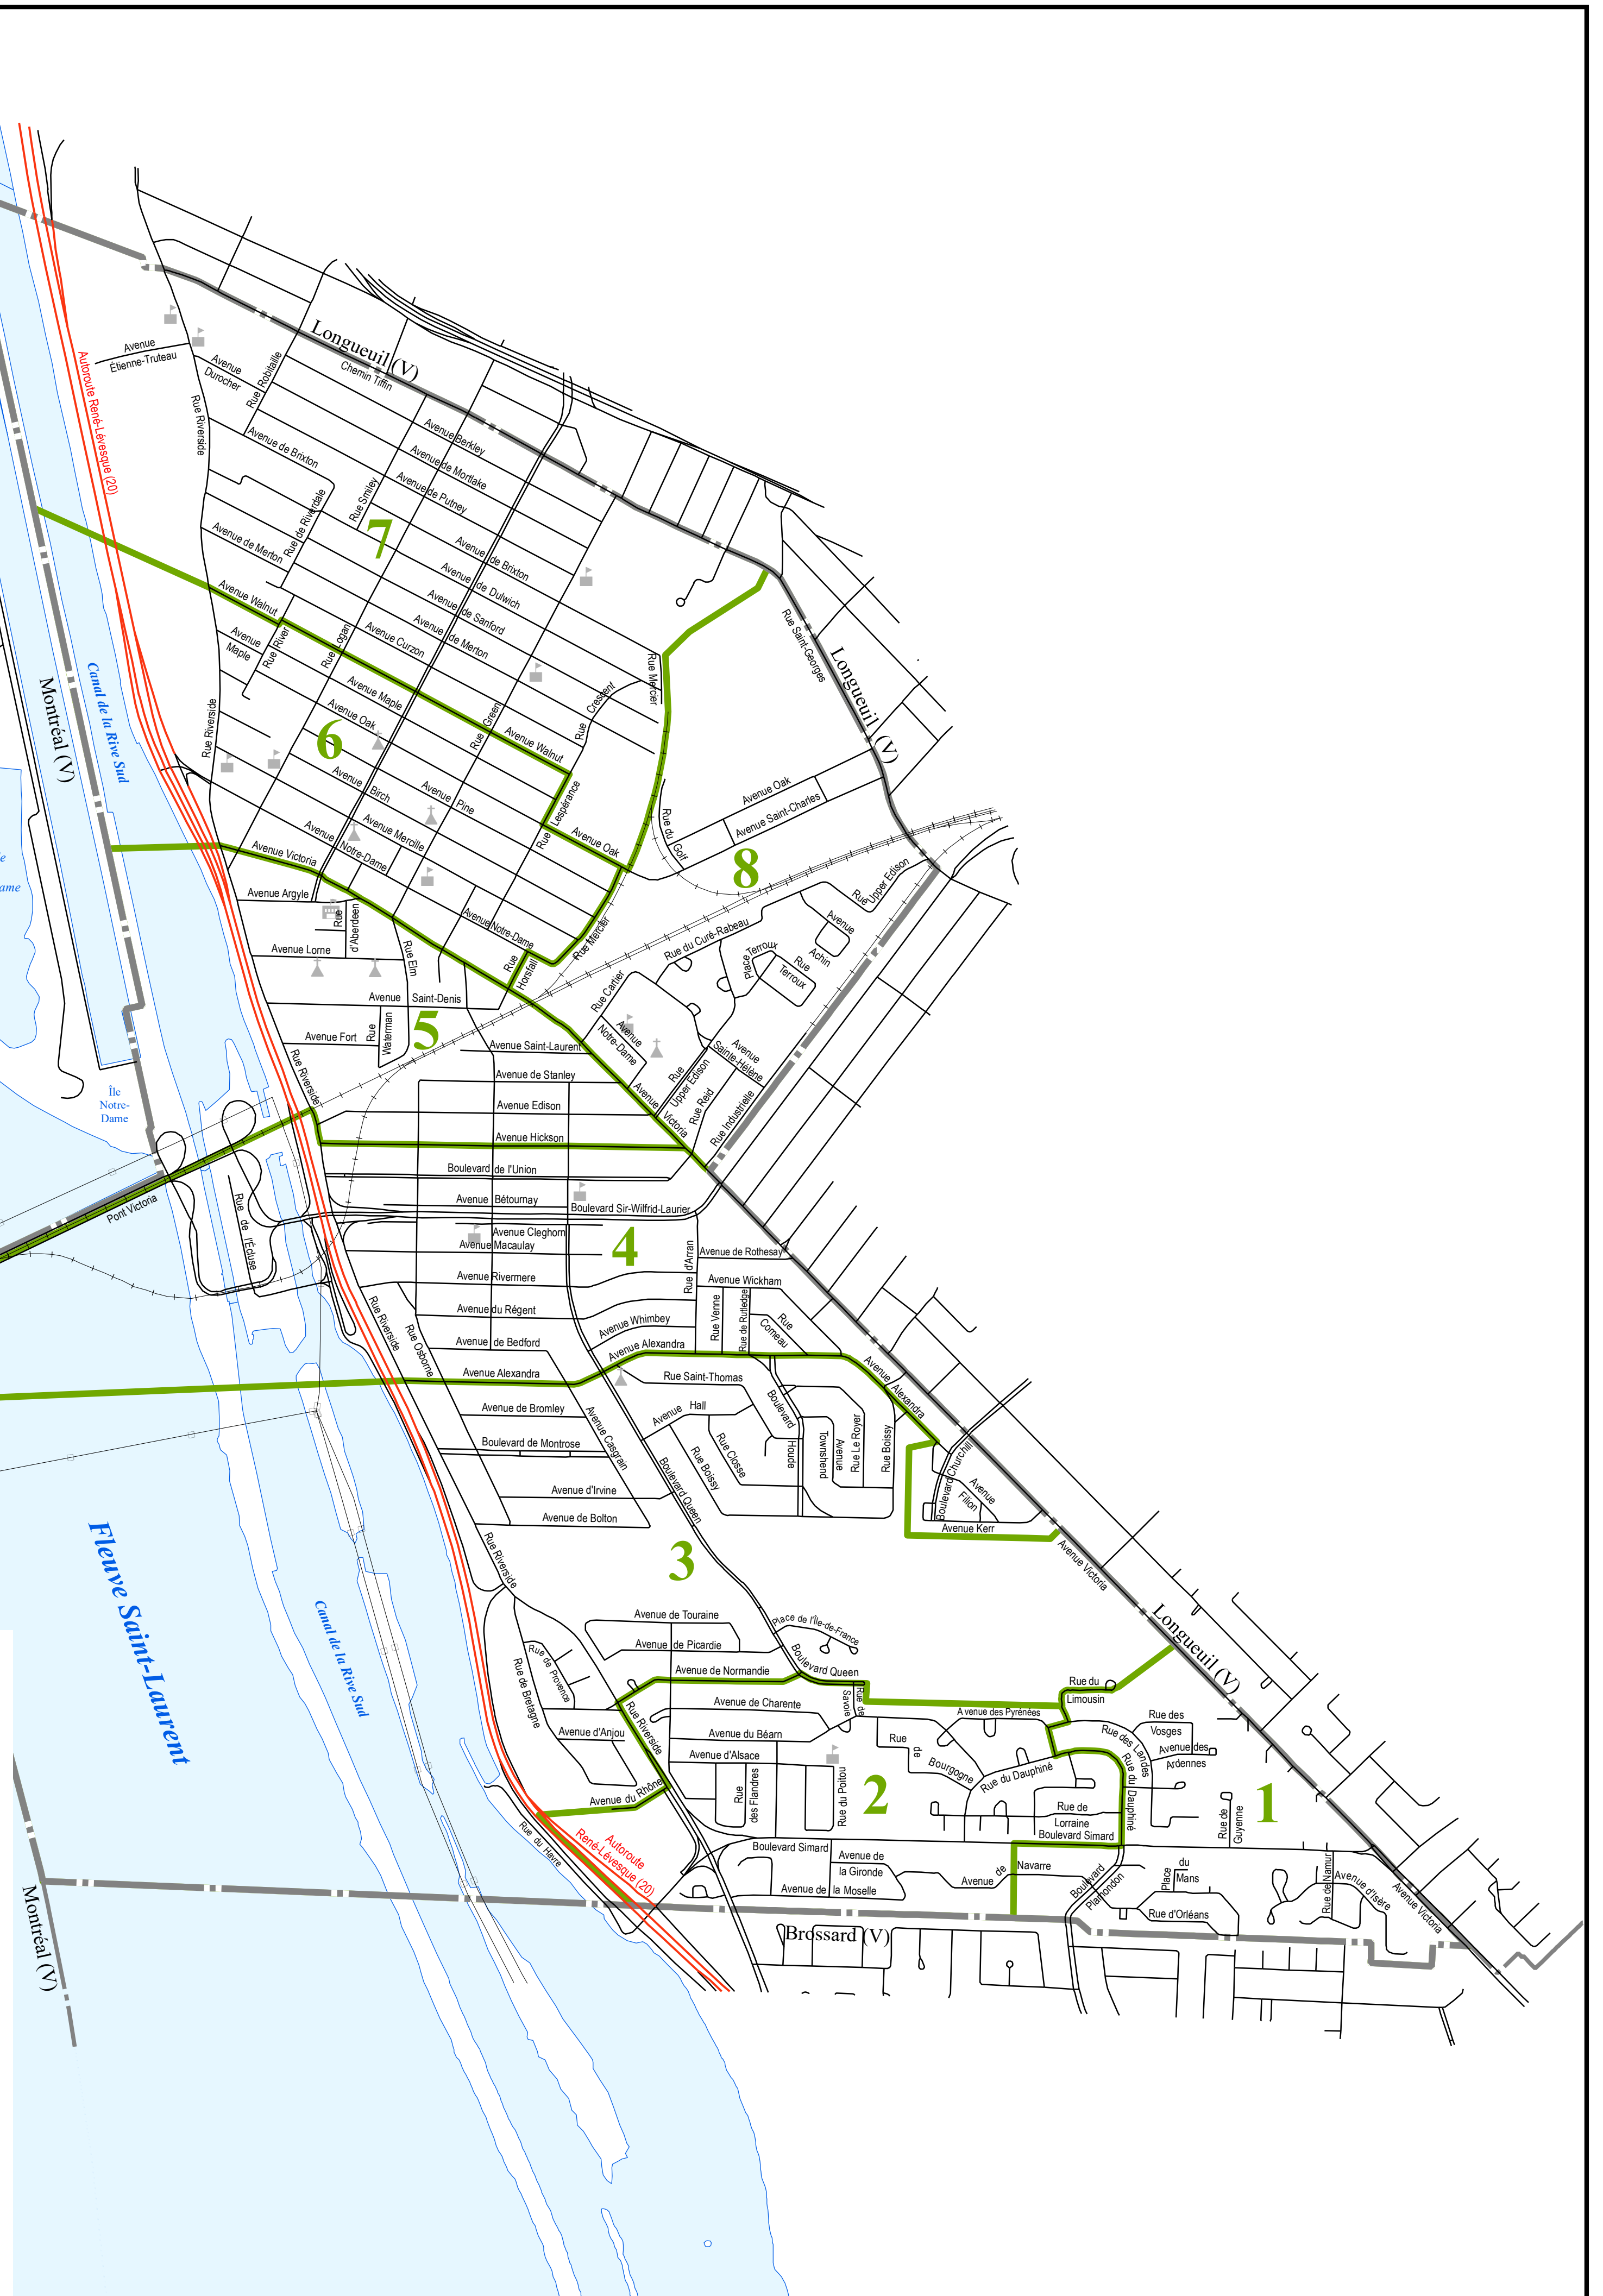 Longueuil (V)
Chemin Tiffin
Avenue
Étienne-Truteau
Avenue
Durocher
Rue Robitaille
Autoroute René-Lévesque (20)
Rue Riverside
Avenue de Brixton
Avenue Berkley
Avenue de Mortlake
Avenue de Putney
Rue Smiley
7
Rue de Riverdale
Avenue de Merton
Avenue de Brixton
Avenue de Dulwich
Avenue de Sanford
Avenue de Merton
Avenue Curzon
Avenue Walnut
Avenue
Maple
Rue River
Rue Logan
Rue Mercier
Rue Saint-Georges
Longueuil (V)
Canal de la Rive Sud
Montréal (V)
Rue Riverside
Avenue Maple
Avenue Oak
6
Rue Green
Rue Crescent
Avenue Walnut
Avenue Birch
Avenue Pine
Rue Lespérance
Avenue Oak
Avenue Saint-Charles
Rue du Golf
Avenue Mercille
Avenue Notre-Dame
Avenue Oak
Avenue Victoria
8
Rue Upper Edison
Avenue Argyle
Rue
d'Aberdeen
Avenue Notre-Dame
Rue Mercier
Rue du Curé-Rabeau
Avenue
Achin
Place Terroux
Rue
Terroux
Avenue Lorne
Rue Elm
Rue
Horsfall
Rue Cartier
Avenue Saint-Denis
5
Avenue Fort
Rue
Waterman
Avenue
Notre-Dame
Avenue Saint-Laurent
Avenue
Sainte-Hélène
Rue
Upper Edison
Rue Reid
Rue Industrielle
Rue Riverside
Avenue de Stanley
Avenue Victoria
Île
Notre-
Dame
Avenue Edison
Avenue Hickson
Boulevard de l'Union
Pont Victoria
Rue de l'Écluse
Avenue Bétournay
Boulevard Sir-Wilfrid-Laurier
Avenue Cleghorn
Avenue Macaulay
4
Rue d'Arran
Avenue de Rothesay
Avenue Rivermere
Avenue Wickham
Avenue du Régent
Rue Venne
Rue de Rutledge
Rue
Comeau
Avenue Whimbey
Rue Riverside
Rue Osborne
Avenue de Bedford
Avenue Alexandra
Avenue Alexandra
Avenue Alexandra
Rue Saint-Thomas
Avenue de Bromley
Avenue Hall
Boulevard Houde
Avenue
Townshend
Rue Le Royer
Rue Boissy
Avenue Casgrain
Boulevard de Montrose
Rue Closse
Rue Boissy
Boulevard Churchill
Avenue
Filion
Avenue d'Irvine
Boulevard Queen
Avenue de Bolton
Avenue Kerr
Avenue Victoria
Fleuve Saint-Laurent
Canal de la Rive Sud
Rue Riverside
3
Longueuil (V)
Avenue de Touraine
Place de l'Île-de-France
Avenue de Picardie
Boulevard Queen
Avenue de Normandie
Rue de Provence
Rue de Bretagne
Rue du
Limousin
Rue de
Savoie
Avenue de Charente
Avenue des Pyrénées
Rue des
Vosges
Rue des Landes
Avenue des
Ardennes
Avenue d'Anjou
Rue Riverside
Avenue du Béarn
Rue de Bourgogne
Avenue d'Alsace
Rue du Dauphiné
Rue du Dauphiné
Rue
des Flandres
Rue du Poitou
2
1
Avenue du Rhône
Rue de
Lorraine
Rue de
Guyenne
Rue du Havre
Autoroute
René-Lévesque (20)
Boulevard Simard
Boulevard Simard
Avenue de
la Gironde
Avenue de la Moselle
Avenue de Navarre
Boulevard
Plamondon
Place
du
Mans
Rue d'Orléans
Rue de Namur
Avenue d'Isère
Avenue Victoria
Brossard (V)
Montréal (V)